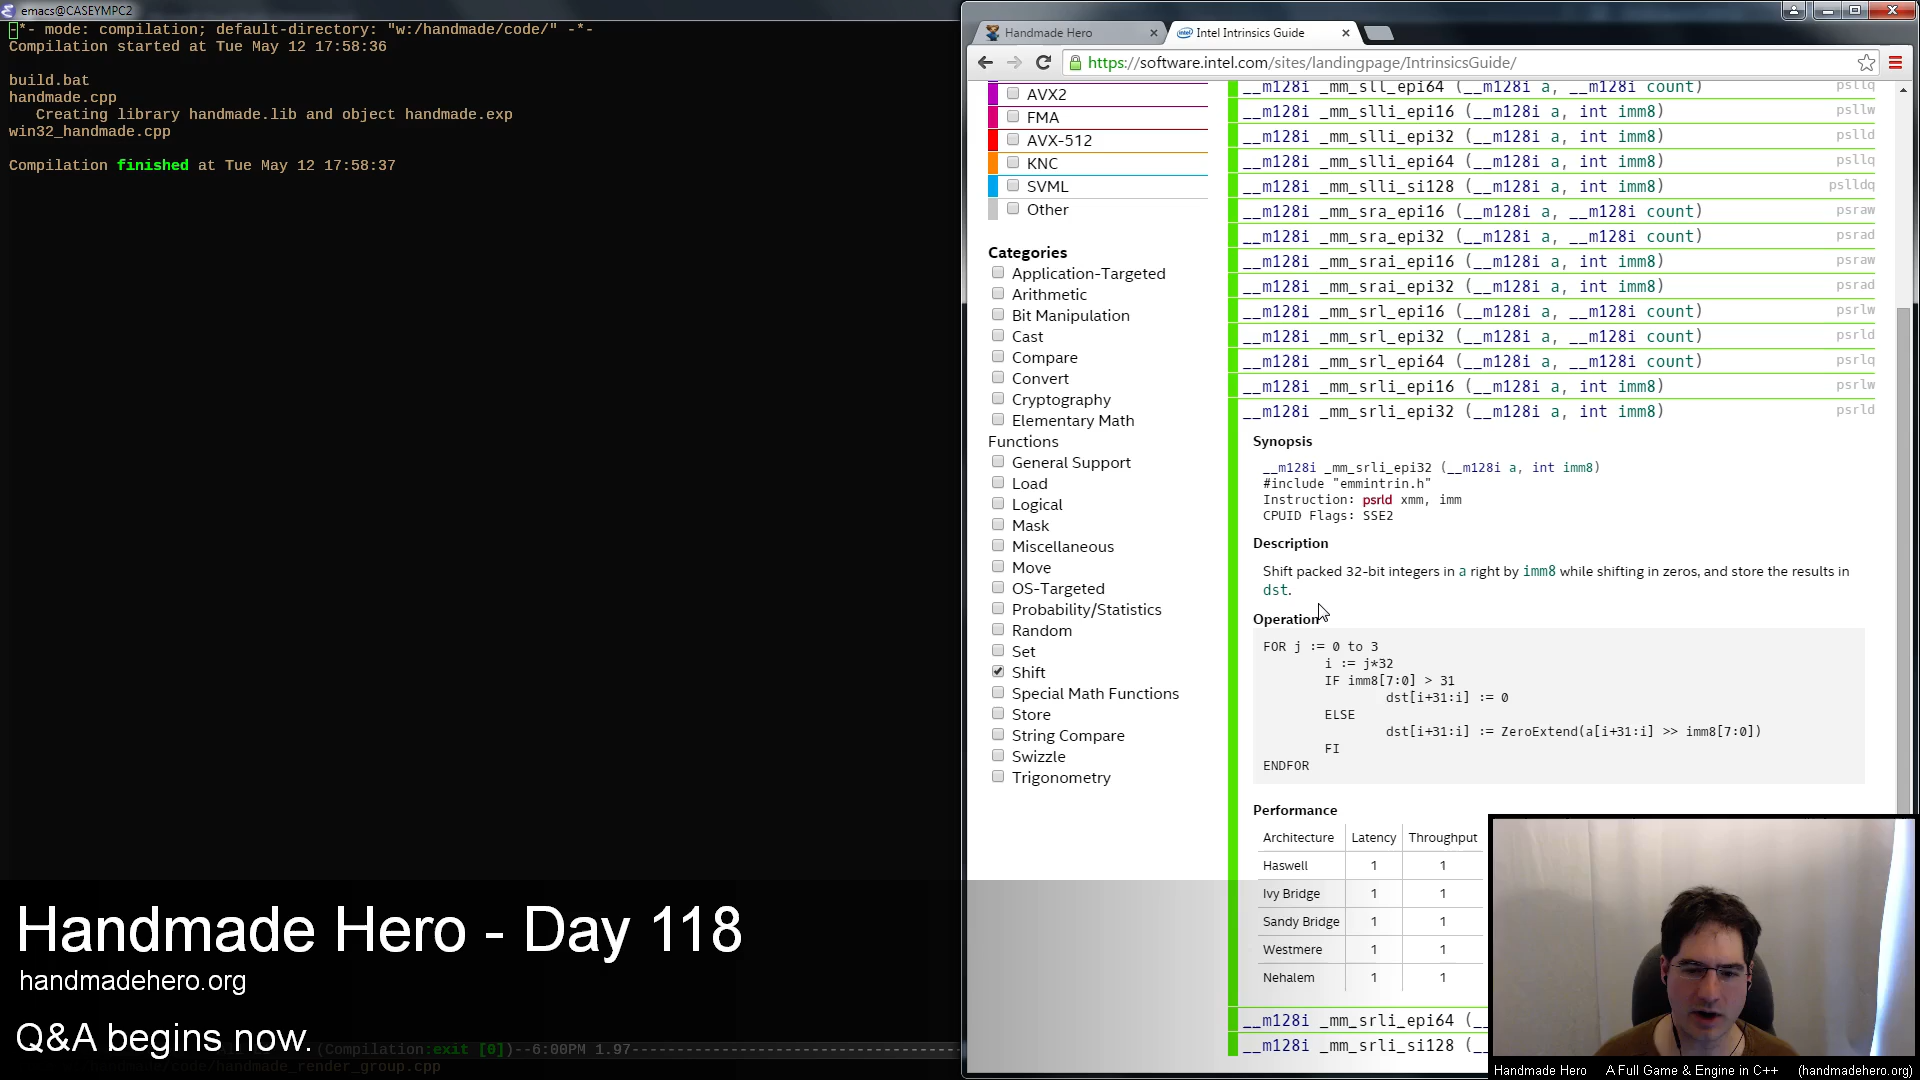 emacs@CASEYMPC2
-*- mode: compilation; default-directory: "w:/handmade/code/" -*-
Compilation started at Tue May 12 17:58:36
build.bat
handmade.cpp
Creating library handmade.lib and object handmade.exp
win32_handmade.cpp
Compilation finished at Tue May 12 17:58:37
Handmade Hero - Day 118
handmadehero.org
Q&A begins now.
(Compilation:exit [0])--6:00PM 1.97
handmade/code/handmade_render_group.cpp
Handmade Hero
Intel Intrinsics Guide
https://software.intel.com/sites/landingpage/IntrinsicsGuide/
AVX2
FMA
AVX-512
KNC
SVML
Other
Categories
Application-Targeted
Arithmetic
Bit Manipulation
Cast
Compare
Convert
Cryptography
Elementary Math
Functions
General Support
Load
Logical
Mask
Miscellaneous
Move
OS-Targeted
Probability/Statistics
Random
Set
Shift
Special Math Functions
Store
String Compare
Swizzle
Trigonometry
__m128i _mm_sll_epi64 (__m128i a, __m128i count) psllq
__m128i _mm_slli_epi16 (__m128i a, int imm8) psllw
__m128i _mm_slli_epi32 (__m128i a, int imm8) pslld
__m128i _mm_slli_epi64 (__m128i a, int imm8) psllq
__m128i _mm_slli_si128 (__m128i a, int imm8) pslldq
__m128i _mm_sra_epi16 (__m128i a, __m128i count) psraw
__m128i _mm_sra_epi32 (__m128i a, __m128i count) psrad
__m128i _mm_srai_epi16 (__m128i a, int imm8) psraw
__m128i _mm_srai_epi32 (__m128i a, int imm8) psrad
__m128i _mm_srl_epi16 (__m128i a, __m128i count) psrlw
__m128i _mm_srl_epi32 (__m128i a, __m128i count) psrld
__m128i _mm_srl_epi64 (__m128i a, __m128i count) psrlq
__m128i _mm_srli_epi16 (__m128i a, int imm8) psrlw
__m128i _mm_srli_epi32 (__m128i a, int imm8) psrld
Synopsis
__m128i _mm_srli_epi32 (__m128i a, int imm8)
#include "emmintrin.h"
Instruction: psrld xmm, imm
CPUID Flags: SSE2
Description
Shift packed 32-bit integers in a right by imm8 while shifting in zeros, and store the results in
dst.
Operation
FOR j := 0 to 3
i := j*32
IF imm8[7:0] > 31
dst[i+31:i] := 0
ELSE
dst[i+31:i] := ZeroExtend(a[i+31:i] >> imm8[7:0])
FI
ENDFOR
Performance
Architecture Latency Throughput
Haswell 1 1
Ivy Bridge 1 1
Sandy Bridge 1 1
Westmere 1 1
Nehalem 1 1
__m128i _mm_srli_epi64 (__
__m128i _mm_srli_si128 (__
Handmade Hero A Full Game & Engine in C++ (handmadehero.org)